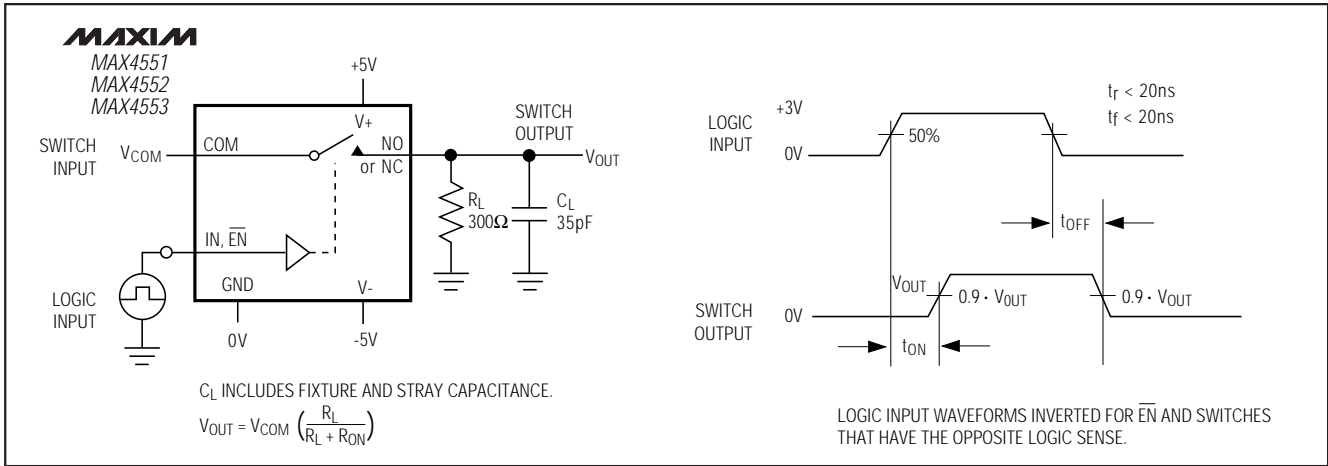 MAXIM
MAX4551
MAX4552
MAX4553
+5V
V+
SWITCH
INPUT
VCOM
COM
NO
or NC
SWITCH
OUTPUT
VOUT
RL
300Ω
CL
35pF
IN, E̅N̅
LOGIC
INPUT
GND
V-
0V
-5V
CL INCLUDES FIXTURE AND STRAY CAPACITANCE.
VOUT = VCOM (RL / RL + RON)
LOGIC
INPUT
+3V
0V
50%
tr < 20ns
tf < 20ns
tOFF
SWITCH
OUTPUT
VOUT
0V
0.9 · VOUT
0.9 · VOUT
tON
LOGIC INPUT WAVEFORMS INVERTED FOR E̅N̅ AND SWITCHES
THAT HAVE THE OPPOSITE LOGIC SENSE.